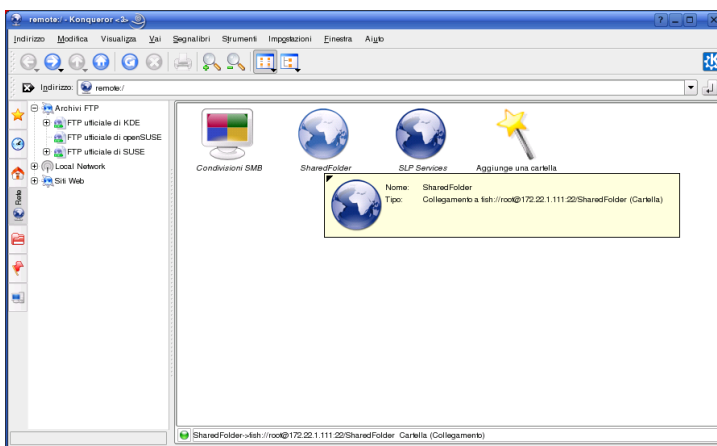 remote:/ - Konqueror <3>
Indirizzo Modifica Visualizza Vai Segnalibri Strumenti Impostazioni Finestra Aiuto
Indirizzo: remote:/
Archivi FTP
FTP ufficiale di KDE
FTP ufficiale di openSUSE
FTP ufficiale di SUSE
Local Network
Siti Web
Rete
Condivisioni SMB
SharedFolder
SLP Services
Aggiunge una cartella
Nome: SharedFolder
Tipo: Collegamento a fish://root@172.22.1.111:22/SharedFolder (Cartella)
SharedFolder->fish://root@172.22.1.111:22/SharedFolder Cartella (Collegamento)